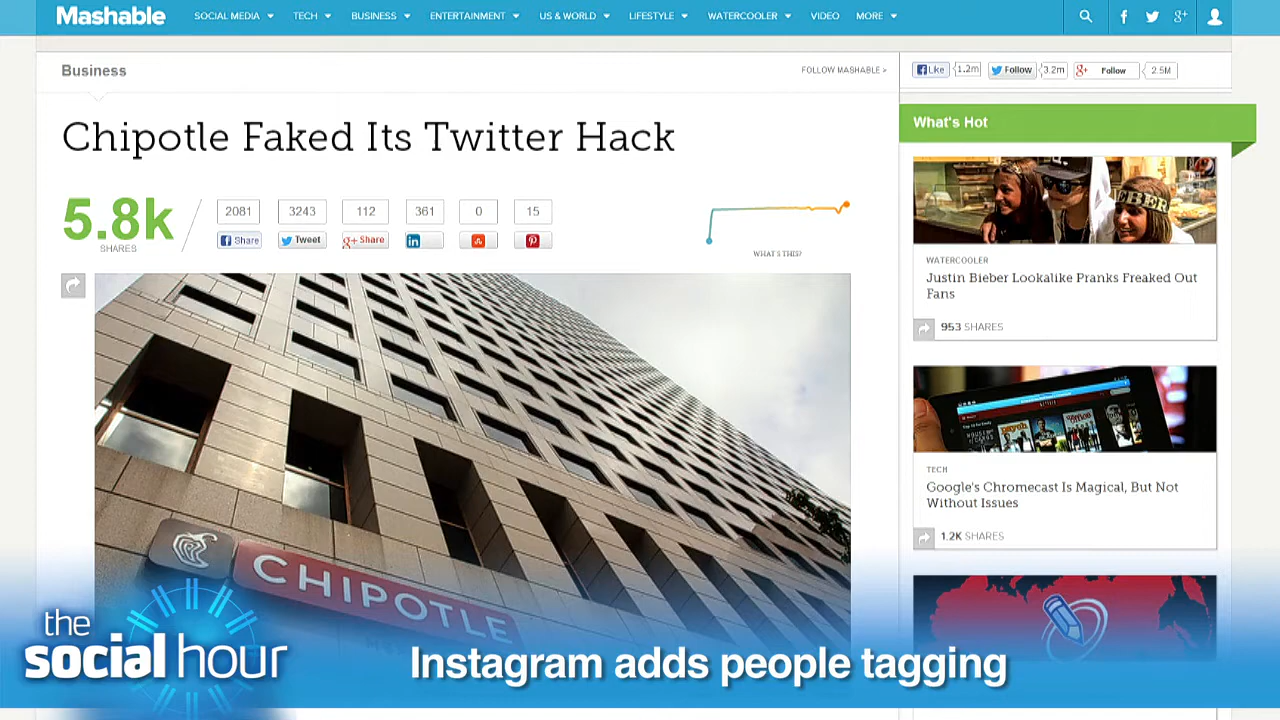 Mashable
SOCIAL MEDIA TECH BUSINESS ENTERTAINMENT US & WORLD LIFESTYLE WATERCOOLER VIDEO MORE
Business
FOLLOW MASHABLE >
Like 1.2m Follow 3.2m Follow 2.5M
Chipotle Faked Its Twitter Hack
5.8k
SHARES
2081 3243 112 361 0 15
Share Tweet Share
WHAT'S THIS?
What's Hot
BIEBER
WATERCOOLER
Justin Bieber Lookalike Pranks Freaked Out
Fans
953 SHARES
psych
TECH
Google's Chromecast Is Magical, But Not
Without Issues
1.2K SHARES
CHIPOTLE
the
social hour
Instagram adds people tagging